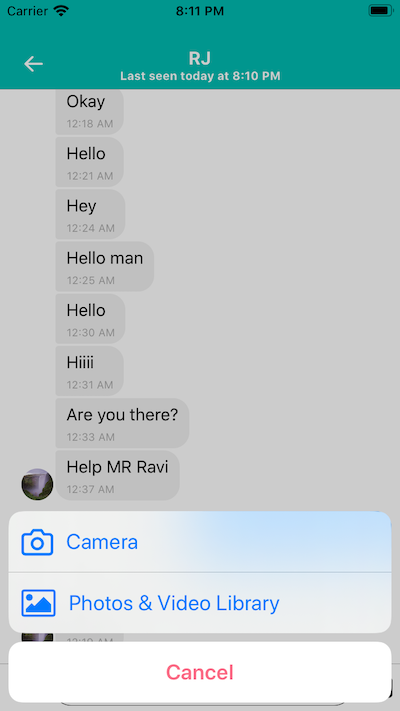 Carrier 8:11 PM
RJ
Last seen today at 8:10 PM
Okay
12:18 AM
Hello
12:21 AM
Hey
12:24 AM
Hello man
12:25 AM
Hello
12:30 AM
Hiiii
12:31 AM
Are you there?
12:33 AM
Help MR Ravi
12:37 AM
Camera
Photos & Video Library
Cancel